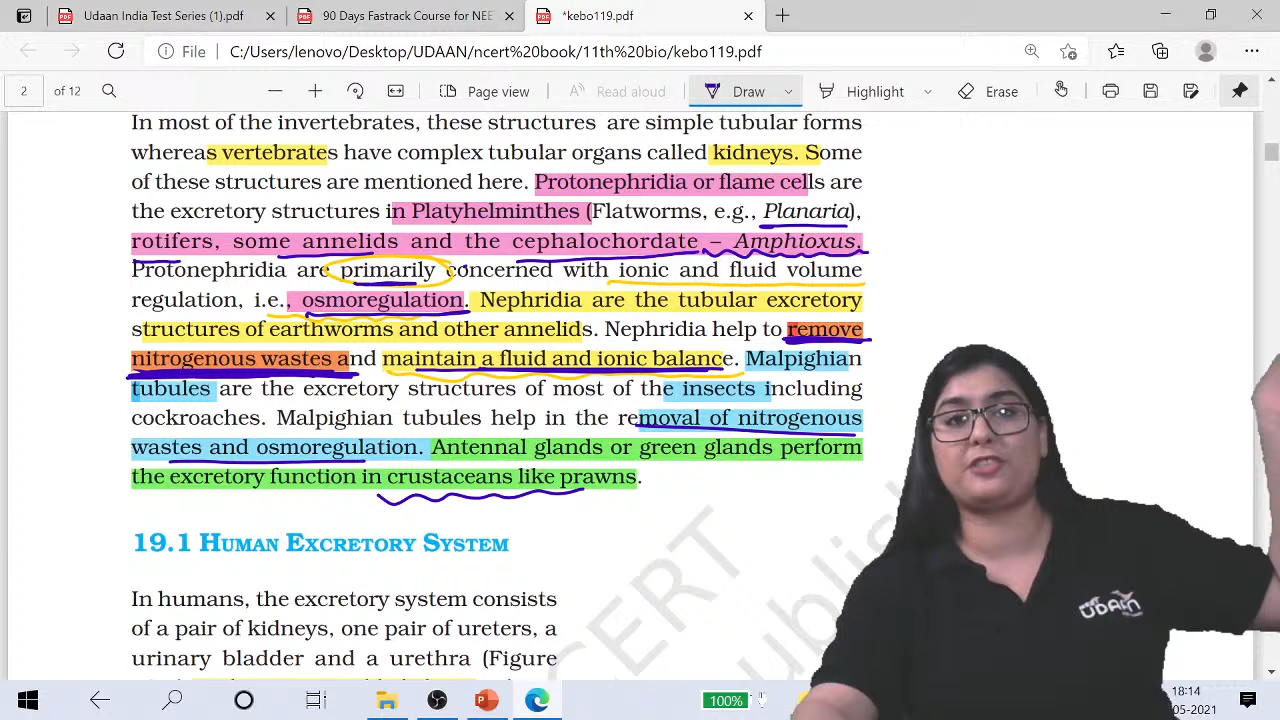 Udaan Instructions in Biology
90 Days Fastrack Course for NEE
*kebo119.pdf
File
C:/Users/lenovo/Desktop/UDAAN/ncert%20book/11th%20bio/kebo119.pdf
2 of 12
Page view
Read aloud
Draw
Highlight
Erase
In most of the invertebrates, these structures are simple tubular forms
whereas vertebrates have complex tubular organs called kidneys. Some
of these structures are mentioned here. Protonephridia or flame cells are
the excretory structures in Platyhelminthes (Flatworms, e.g., Planaria),
rotifers, some annelids and the cephalochordate – Amphioxus.
Protonephridia are primarily concerned with ionic and fluid volume
regulation, i.e., osmoregulation. Nephridia are the tubular excretory
structures of earthworms and other annelids. Nephridia help to remove
nitrogenous wastes and maintain a fluid and ionic balance. Malpighian
tubules are the excretory structures of most of the insects including
cockroaches. Malpighian tubules help in the removal of nitrogenous
wastes and osmoregulation. Antennal glands or green glands perform
the excretory function in crustaceans like prawns.
19.1 HUMAN EXCRETORY SYSTEM
In humans, the excretory system consists
of a pair of kidneys, one pair of ureters, a
urinary bladder and a urethra (Figure
UDAAN
100%
18:14
05-2021